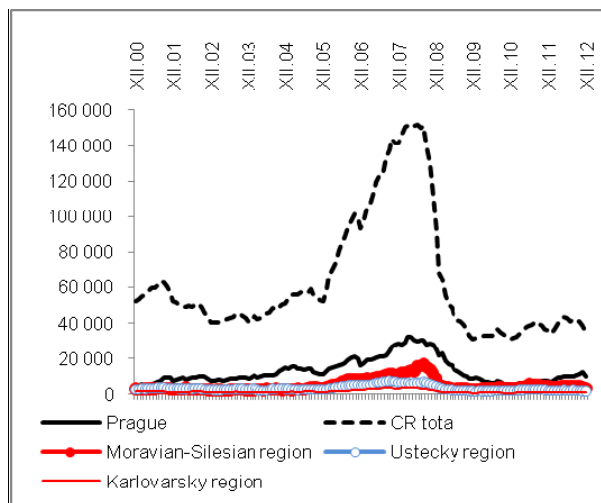 XII.00 XII.01 XII.02 XII.03 XII.04 XII.05 XII.06 XII.07 XII.08 XII.09 XII.10 XII.11 XII.12
160 000
140 000
120 000
100 000
80 000
60 000
40 000
20 000
0
Prague CR tota
Moravian-Silesian region Ustecky region
Karlovarsky region